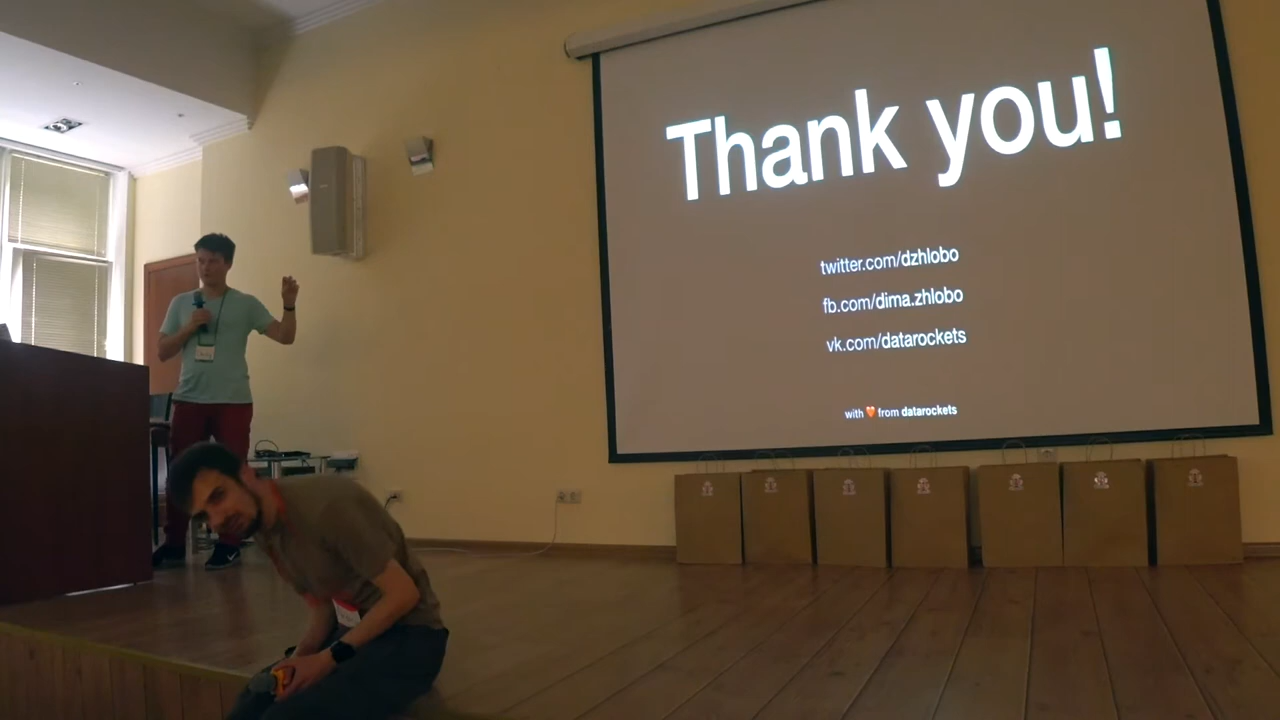 Thank you!
twitter.com/dzhlobo
fb.com/dima.zhlobo
vk.com/datarockets
with 🧡 from datarockets